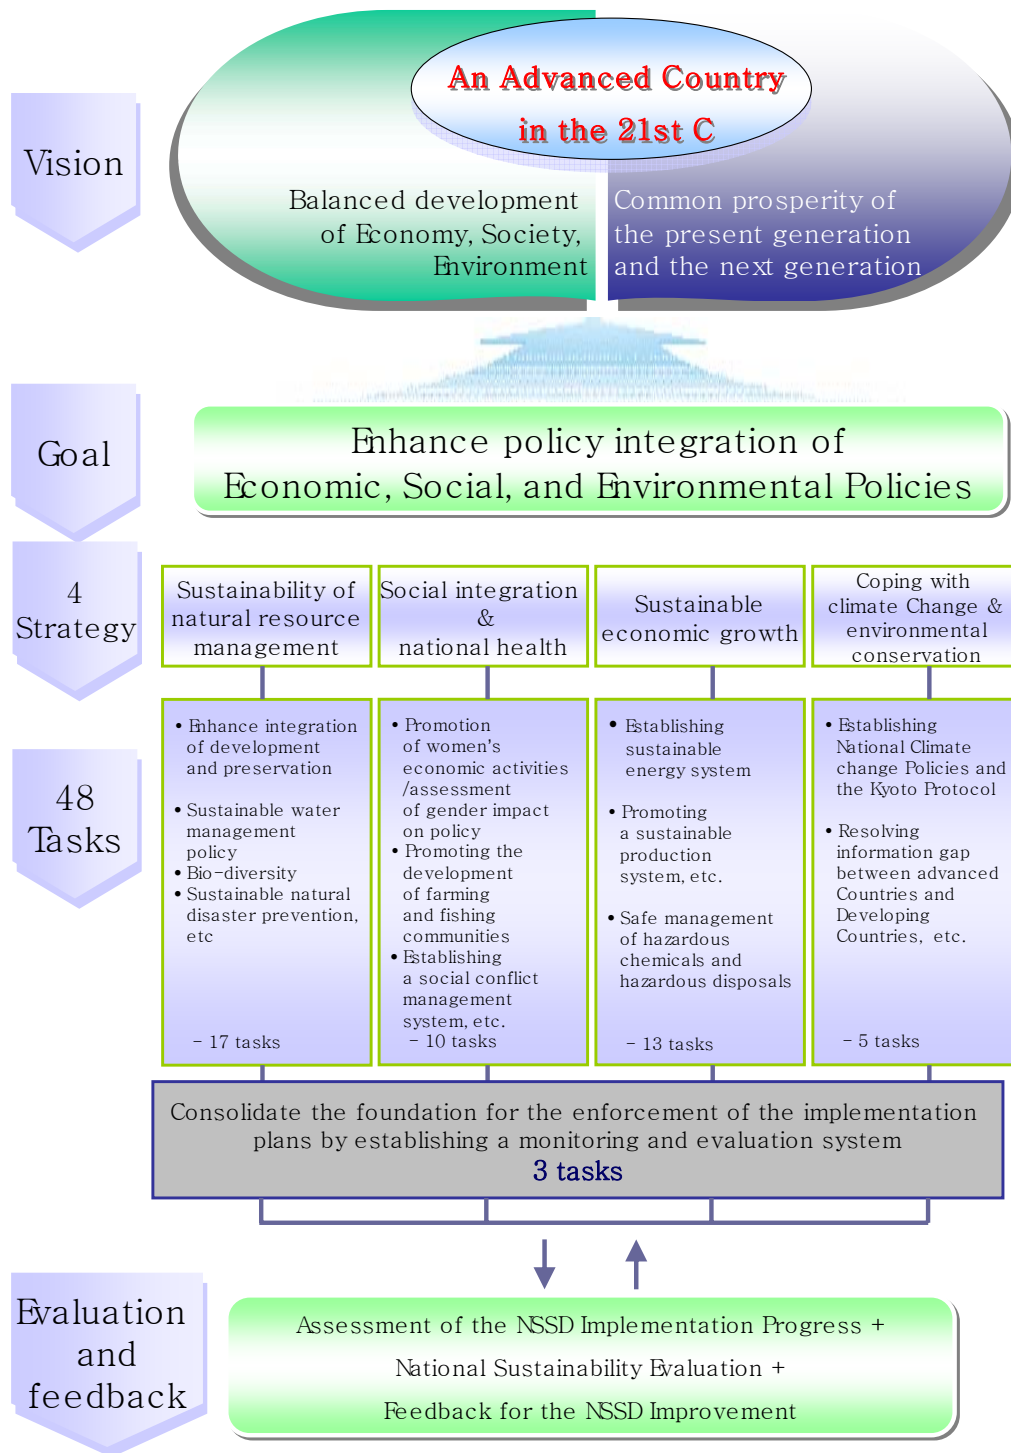 Vision
An Advanced Country
in the 21st C
Balanced development
of Economy, Society,
Environment
Common prosperity of
the present generation
and the next generation
Goal
Enhance policy integration of
Economic, Social, and Environmental Policies
4
Strategy
Sustainability of
natural resource
management
Social integration
&
national health
Sustainable
economic growth
Coping with
climate Change &
environmental
conservation
48
Tasks
• Enhance integration
of development
and preservation
• Sustainable water
management
policy
• Bio-diversity
• Sustainable natural
disaster prevention,
etc
- 17 tasks
• Promotion
of women's
economic activities
/assessment
of gender impact
on policy
• Promoting the
development
of farming
and fishing
communities
• Establishing
a social conflict
management
system, etc.
- 10 tasks
• Establishing
sustainable
energy system
• Promoting
a sustainable
production
system, etc.
• Safe management
of hazardous
chemicals and
hazardous disposals
- 13 tasks
• Establishing
National Climate
change Policies and
the Kyoto Protocol
• Resolving
information gap
between advanced
Countries and
Developing
Countries, etc.
- 5 tasks
Consolidate the foundation for the enforcement of the implementation
plans by establishing a monitoring and evaluation system
3 tasks
Evaluation
and
feedback
Assessment of the NSSD Implementation Progress +
National Sustainability Evaluation +
Feedback for the NSSD Improvement